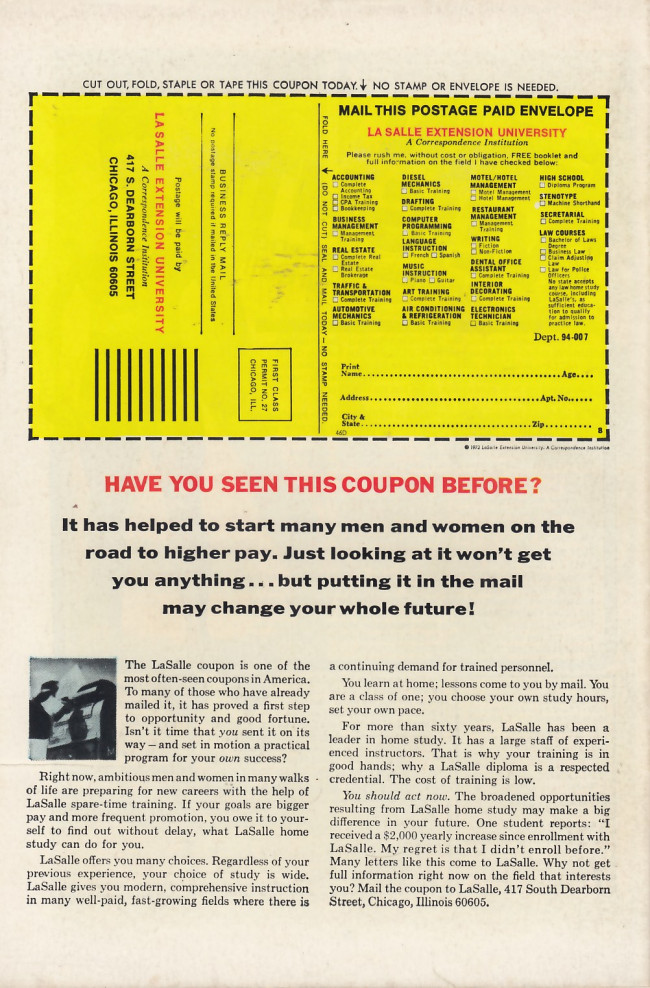 CUT OUT, FOLD, STAPLE OR TAPE THIS COUPON TODAY. ↓ NO STAMP OR ENVELOPE IS NEEDED.
LA SALLE EXTENSION UNIVERSITY
A Correspondence Institution
417 S. DEARBORN STREET
CHICAGO, ILLINOIS 60605
Postage will be paid by
BUSINESS REPLY MAIL
No postage stamp required if mailed in the United States
FIRST CLASS
PERMIT NO. 27
CHICAGO, ILL.
FOLD HERE → (DO NOT CUT) SEAL AND MAIL TODAY – NO STAMP NEEDED.
MAIL THIS POSTAGE PAID ENVELOPE
LA SALLE EXTENSION UNIVERSITY
A Correspondence Institution
Please rush me, without cost or obligation, FREE booklet and
full information on the field I have checked below:
ACCOUNTING
☐ Complete
Accounting
☐ Income Tax
☐ CPA Training
☐ Bookkeeping
BUSINESS
MANAGEMENT
☐ Management
Training
REAL ESTATE
☐ Complete Real
Estate
☐ Real Estate
Brokerage
TRAFFIC &
TRANSPORTATION
☐ Complete Training
AUTOMOTIVE
MECHANICS
☐ Basic Training
DIESEL
MECHANICS
☐ Basic Training
DRAFTING
☐ Complete Training
COMPUTER
PROGRAMMING
☐ Basic Training
LANGUAGE
INSTRUCTION
☐ French ☐ Spanish
MUSIC
INSTRUCTION
☐ Piano ☐ Guitar
ART TRAINING
☐ Complete Training
AIR CONDITIONING
& REFRIGERATION
☐ Basic Training
MOTEL/HOTEL
MANAGEMENT
☐ Motel Management
☐ Hotel Management
RESTAURANT
MANAGEMENT
☐ Management
Training
WRITING
☐ Fiction
☐ Non-Fiction
DENTAL OFFICE
ASSISTANT
☐ Complete Training
INTERIOR
DECORATING
☐ Complete Training
ELECTRONICS
TECHNICIAN
☐ Basic Training
HIGH SCHOOL
☐ Diploma Program
STENOTYPE
☐ Machine Shorthand
SECRETARIAL
☐ Complete Training
LAW COURSES
☐ Bachelor of Laws
Degree
☐ Business Law
☐ Claim Adjusting
Law
☐ Law for Police
Officers
No state accepts
any law home study
course, including
LaSalle's, as
sufficient educa-
tion to qualify
for admission to
practice law.
Dept. 94-007
Print
Name........Age....
Address........Apt. No......
City &
State........Zip........
46D
B
© 1972 LaSalle Extension University, A Correspondence Institution
HAVE YOU SEEN THIS COUPON BEFORE?
It has helped to start many men and women on the
road to higher pay. Just looking at it won't get
you anything...but putting it in the mail
may change your whole future!
The LaSalle coupon is one of the
most often-seen coupons in America.
To many of those who have already
mailed it, it has proved a first step
to opportunity and good fortune.
Isn't it time that you sent it on its
way – and set in motion a practical
program for your own success?
Right now, ambitious men and women in many walks
of life are preparing for new careers with the help of
LaSalle spare-time training. If your goals are bigger
pay and more frequent promotion, you owe it to your-
self to find out without delay, what LaSalle home
study can do for you.
LaSalle offers you many choices. Regardless of your
previous experience, your choice of study is wide.
LaSalle gives you modern, comprehensive instruction
in many well-paid, fast-growing fields where there is
a continuing demand for trained personnel.
You learn at home; lessons come to you by mail. You
are a class of one; you choose your own study hours,
set your own pace.
For more than sixty years, LaSalle has been a
leader in home study. It has a large staff of experi-
enced instructors. That is why your training is in
good hands; why a LaSalle diploma is a respected
credential. The cost of training is low.
You should act now. The broadened opportunities
resulting from LaSalle home study may make a big
difference in your future. One student reports: "I
received a $2,000 yearly increase since enrollment with
LaSalle. My regret is that I didn't enroll before."
Many letters like this come to LaSalle. Why not get
full information right now on the field that interests
you? Mail the coupon to LaSalle, 417 South Dearborn
Street, Chicago, Illinois 60605.